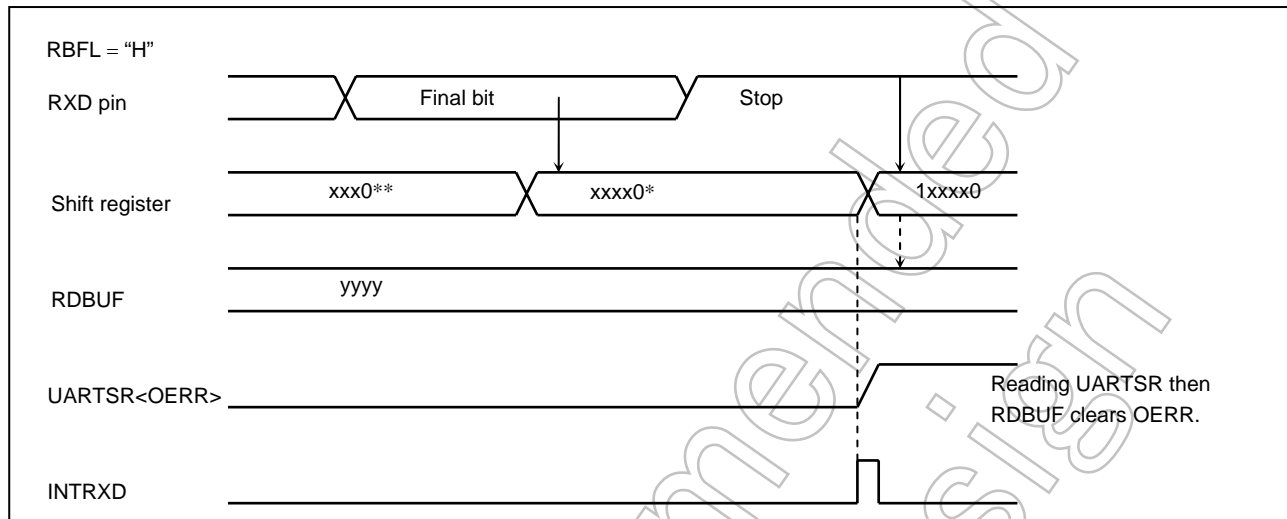 RBFL = “H”
RXD pin
Final bit
Stop
Shift register
xxx0**
xxxx0*
1xxxx0
RDBUF
yyyy
UARTSR<OERR>
Reading UARTSR then
RDBUF clears OERR.
INTRXD